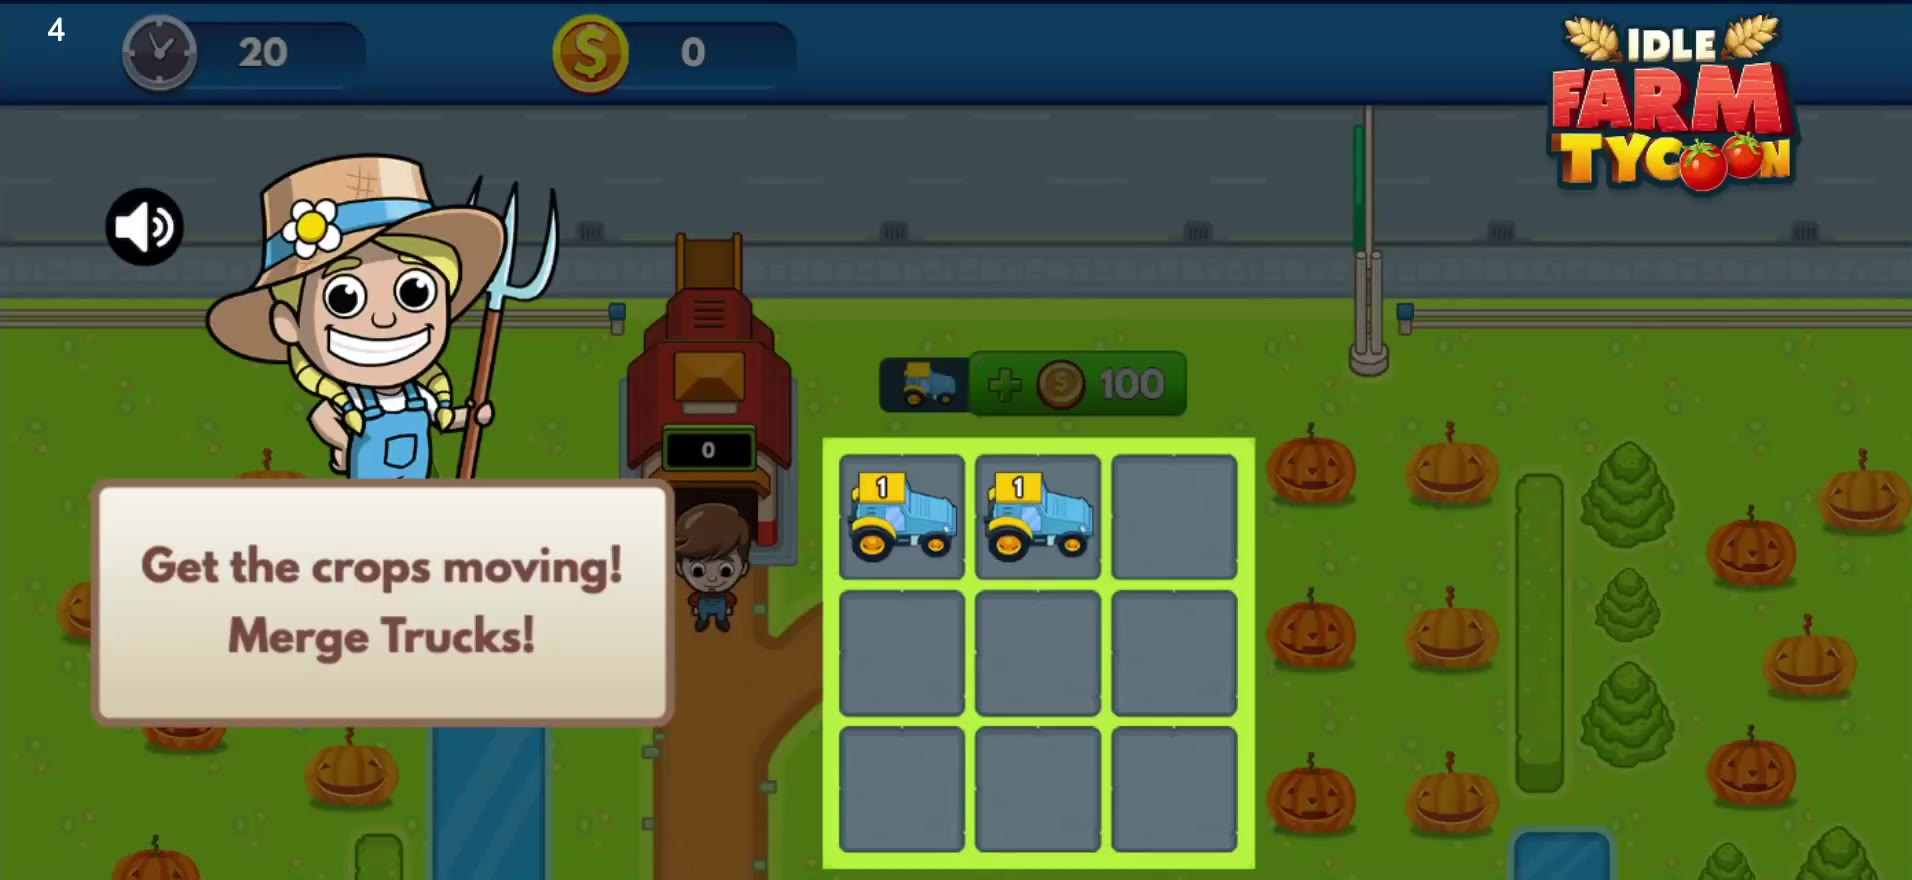 4
20
0
IDLE
FARM
TYCOON
100
0
1
1
Get the crops moving!
Merge Trucks!